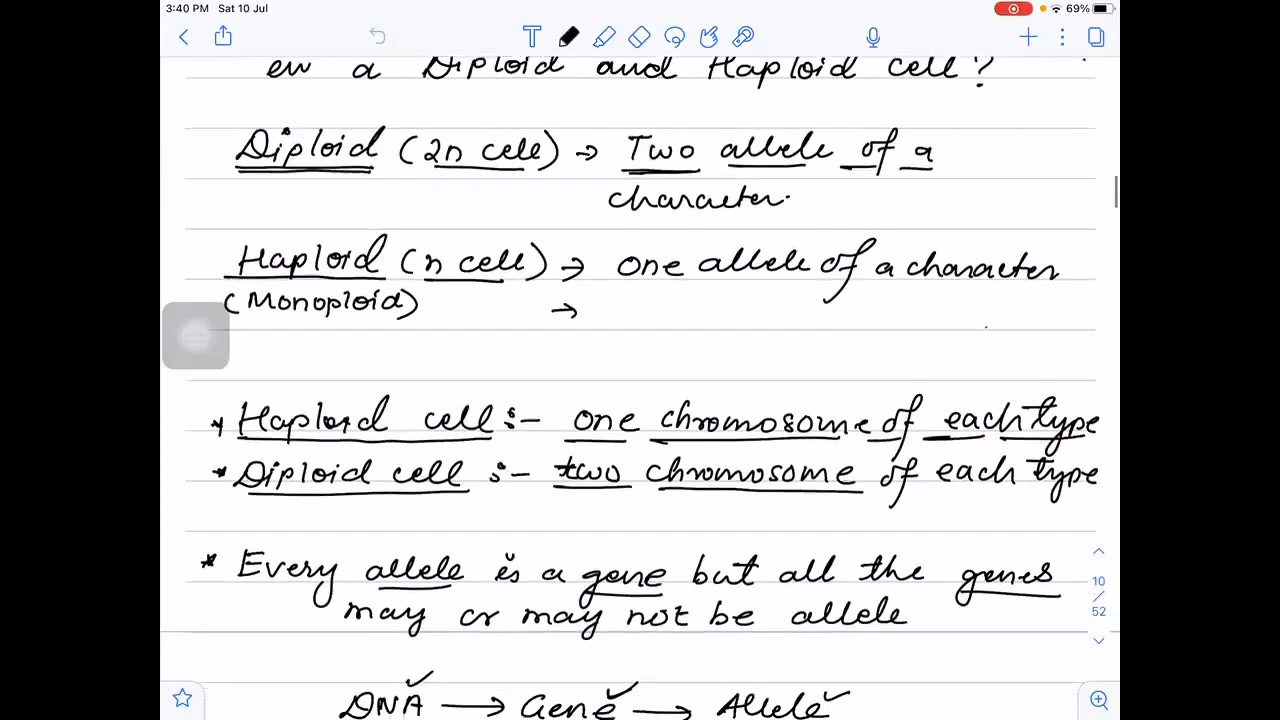 3:40 PM Sat 10 Jul 69%
en a Diploid and Haploid cell?
Diploid (2n cell) → Two allele of a
character.
Haploid (n cell) → one allele of a character
(Monoploid) →
* Haploid cell :- one chromosome of each type
* Diploid cell :- two chromosome of each type
* Every allele is a gene but all the genes
may or may not be allele
10
/
52
DNA → Gene → Allele